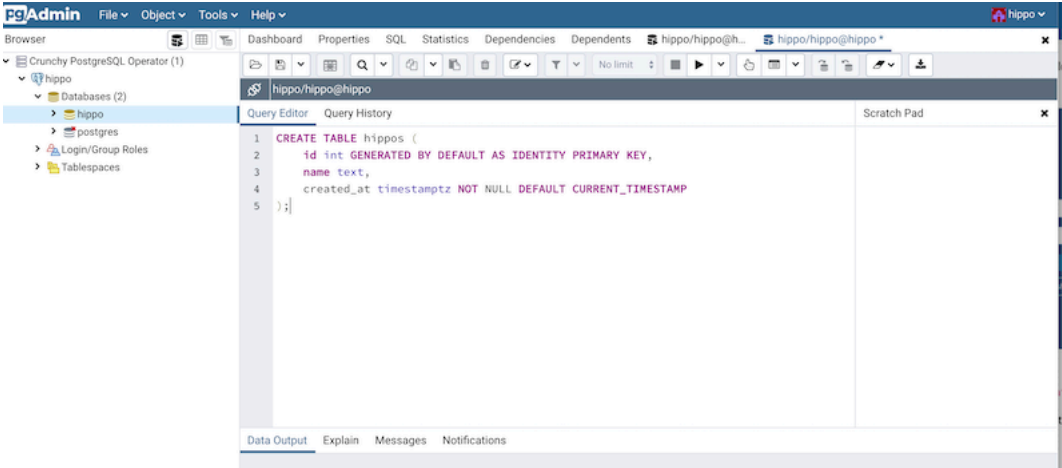 pgAdmin File Object Tools Help hippo
Browser
Dashboard Properties SQL Statistics Dependencies Dependents hippo/hippo@h... hippo/hippo@hippo *
Crunchy PostgreSQL Operator (1)
hippo
Databases (2)
hippo
postgres
Login/Group Roles
Tablespaces
No limit
hippo/hippo@hippo
Query Editor Query History
Scratch Pad
1 CREATE TABLE hippos (
2 id int GENERATED BY DEFAULT AS IDENTITY PRIMARY KEY,
3 name text,
4 created_at timestamptz NOT NULL DEFAULT CURRENT_TIMESTAMP
5 );
Data Output Explain Messages Notifications